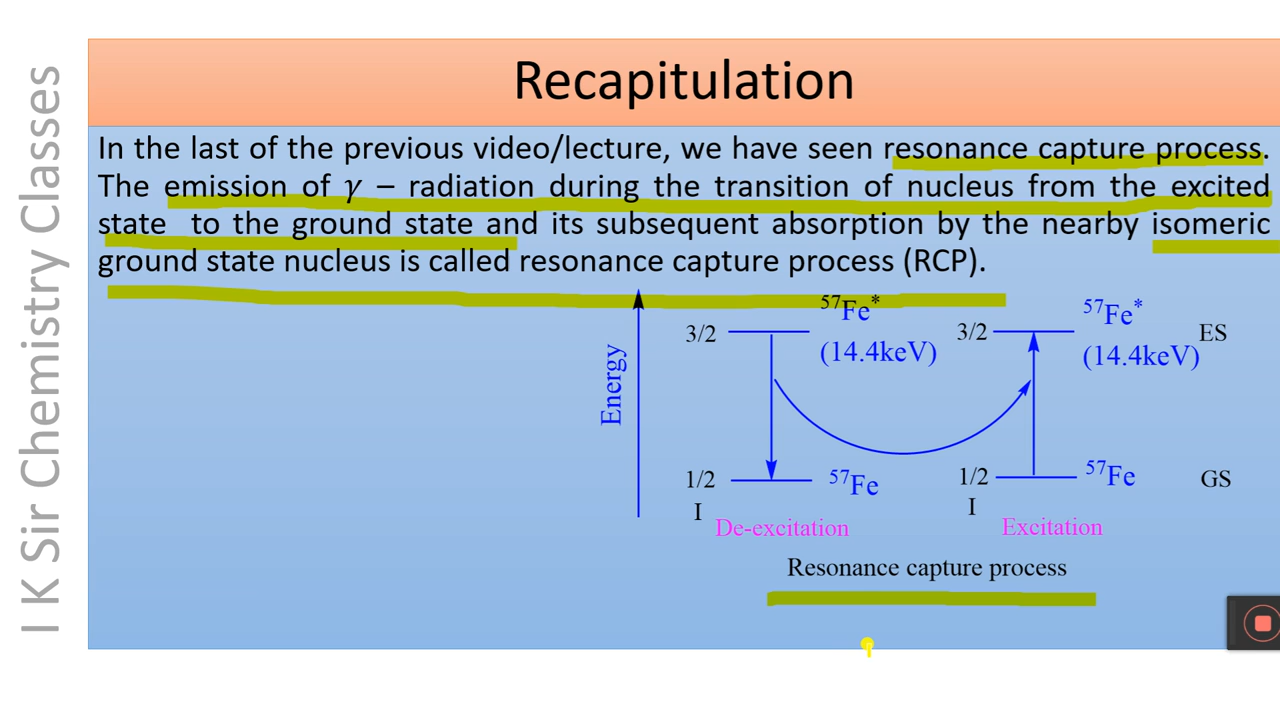 I K Sir Chemistry Classes
Recapitulation
In the last of the previous video/lecture, we have seen resonance capture process.
The emission of γ – radiation during the transition of nucleus from the excited
state to the ground state and its subsequent absorption by the nearby isomeric
ground state nucleus is called resonance capture process (RCP).
Energy
3/2
57Fe*
(14.4keV)
1/2
57Fe
I
De-excitation
3/2
57Fe*
(14.4keV)
ES
1/2
57Fe
GS
I
Excitation
Resonance capture process